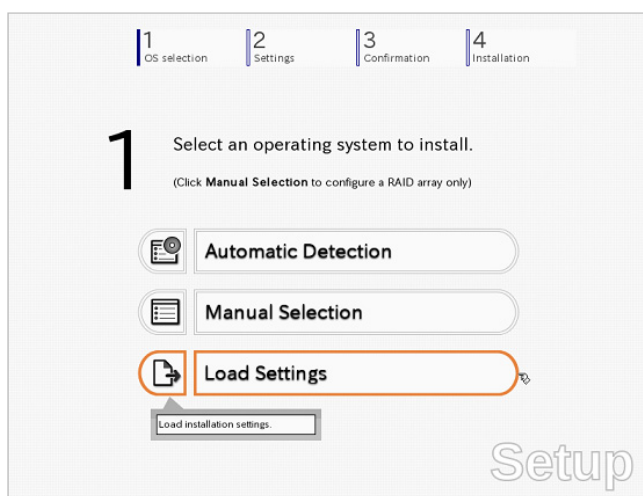 1
OS selection
2
Settings
3
Confirmation
4
Installation
1
Select an operating system to install.
(Click Manual Selection to configure a RAID array only)
Automatic Detection
Manual Selection
Load Settings
Load installation settings.
Setup